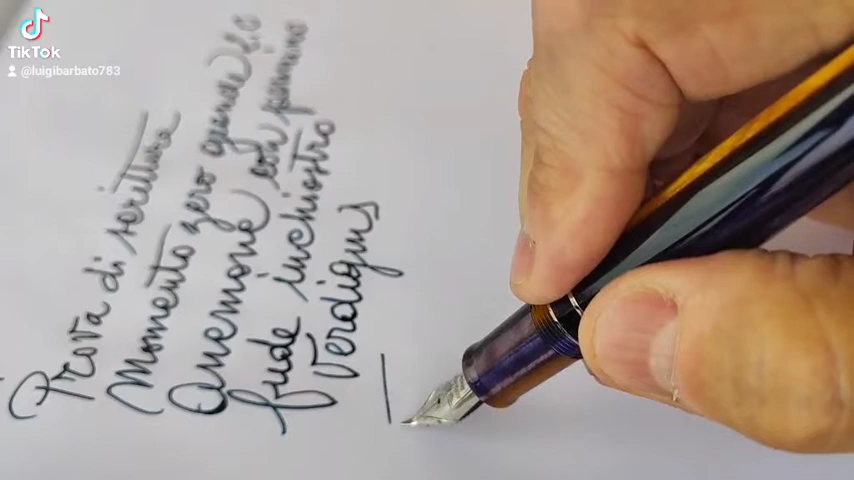 TikTok
@luigibarbato783
Prova di scrittura
Momento zero grande 2.0
Anemone con pennino
fude inchiostro
Verdigris